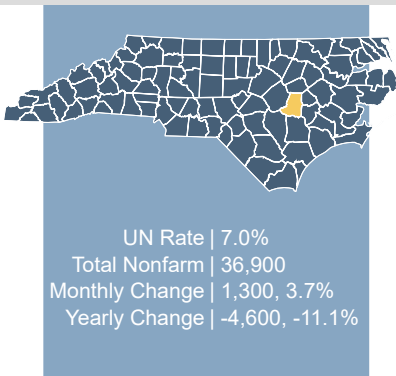 UN Rate | 7.0%
Total Nonfarm | 36,900
Monthly Change | 1,300, 3.7%
Yearly Change | -4,600, -11.1%